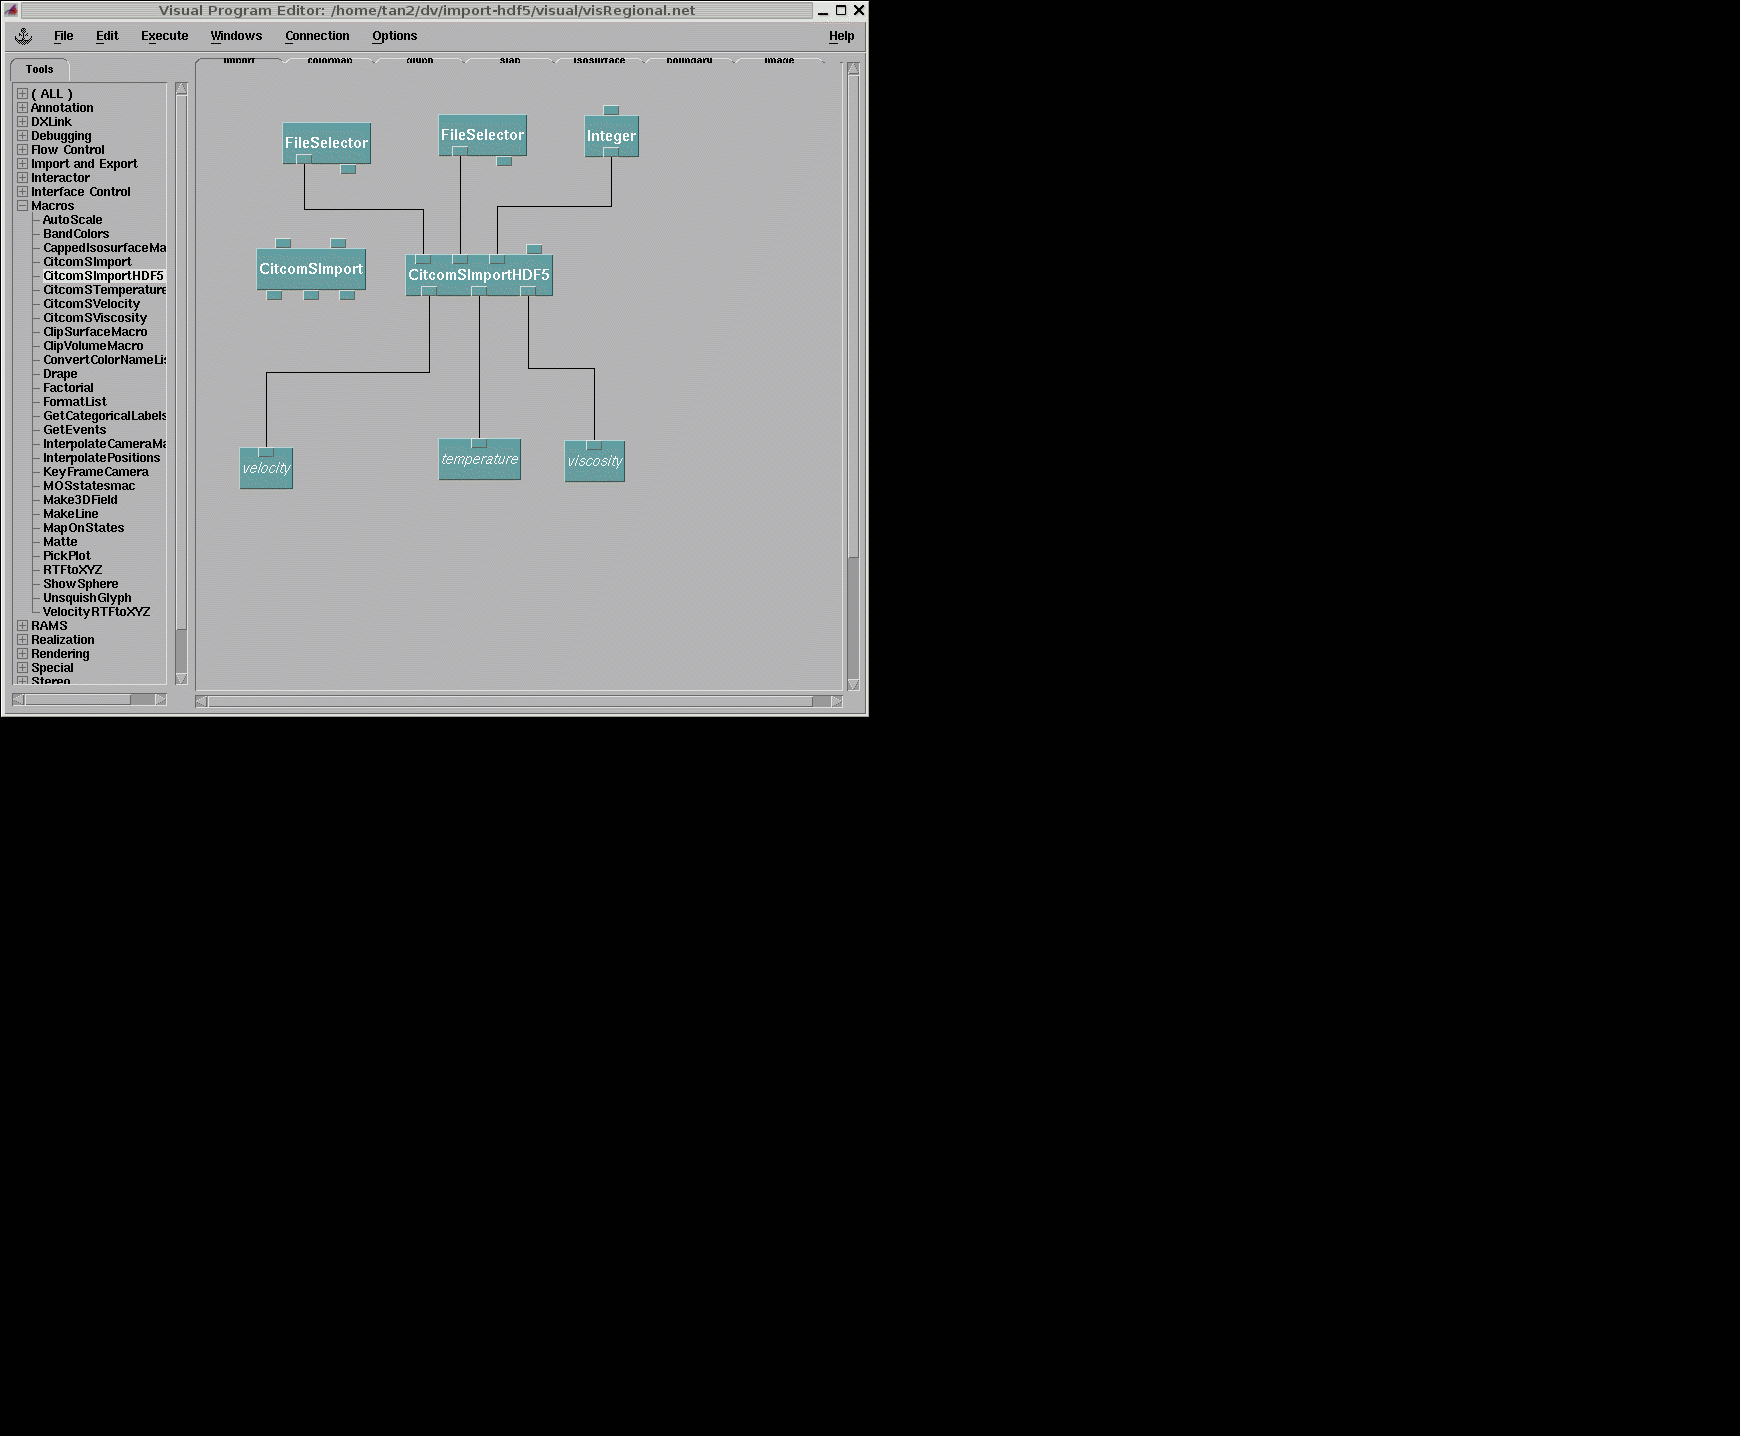 Visual Program Editor: /home/tan2/dv/import-hdf5/visual/visRegional.net
File Edit Execute Windows Connection Options Help
Tools
import colormap glyph slab isosurface boundary image
( ALL )
Annotation
DXLink
Debugging
Flow Control
Import and Export
Interactor
Interface Control
Macros
AutoScale
BandColors
CappedIsosurfaceMa
CitcomSImport
CitcomSImportHDF5
CitcomSTemperature
CitcomSVelocity
CitcomSViscosity
ClipSurfaceMacro
ClipVolumeMacro
ConvertColorNameLis
Drape
Factorial
FormatList
GetCategoricalLabels
GetEvents
InterpolateCameraMa
InterpolatePositions
KeyFrameCamera
MOSstatesmac
Make3DField
MakeLine
MapOnStates
Matte
PickPlot
RTFtoXYZ
ShowSphere
UnsquishGlyph
VelocityRTFtoXYZ
RAMS
Realization
Rendering
Special
Stereo
FileSelector
FileSelector
Integer
CitcomSImport
CitcomSImportHDF5
velocity
temperature
viscosity